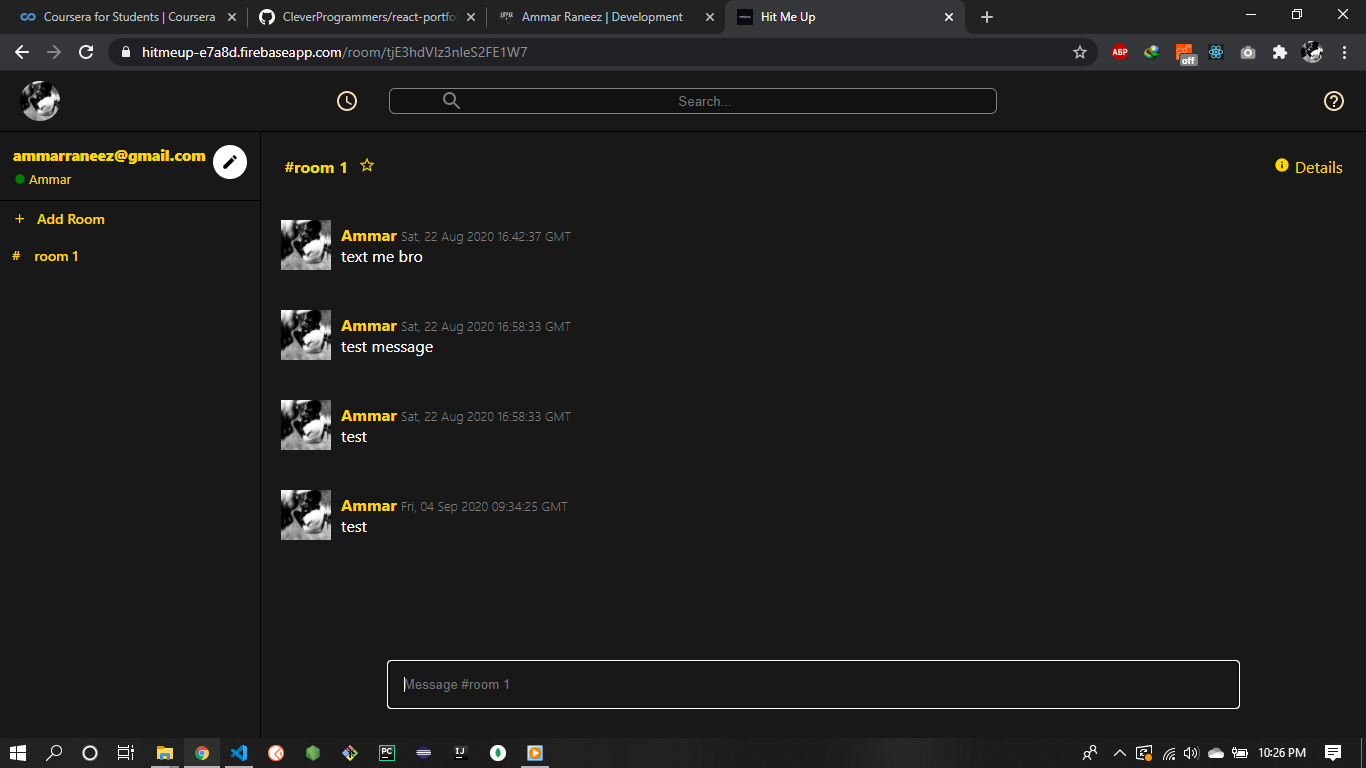 Coursera for Students | Coursera
CleverProgrammers/react-portfo
Ammar Raneez | Development
Hit Me Up
hitmeup-e7a8d.firebaseapp.com/room/tjE3hdVlz3nleS2FE1W7
ABP
off
Search...
ammarraneez@gmail.com
Ammar
+ Add Room
# room 1
#room 1
Details
Ammar Sat, 22 Aug 2020 16:42:37 GMT
text me bro
Ammar Sat, 22 Aug 2020 16:58:33 GMT
test message
Ammar Sat, 22 Aug 2020 16:58:33 GMT
test
Ammar Fri, 04 Sep 2020 09:34:25 GMT
test
Message #room 1
PC
IJ
10:26 PM